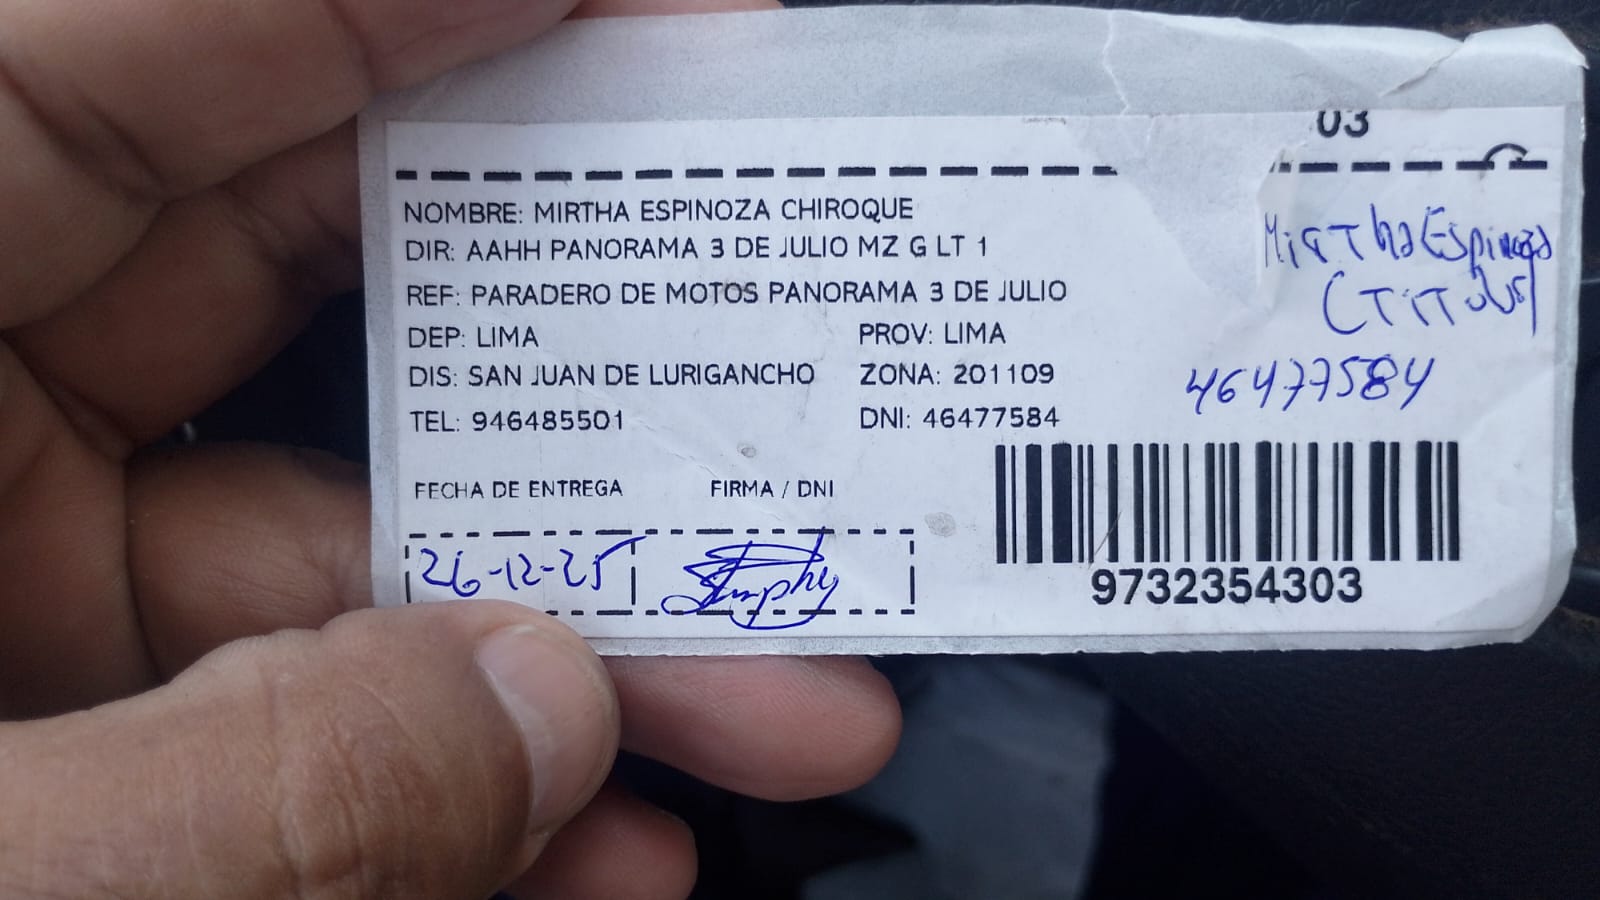 03
NOMBRE: MIRTHA ESPINOZA CHIROQUE
DIR: AAHH PANORAMA 3 DE JULIO MZ G LT 1
REF: PARADERO DE MOTOS PANORAMA 3 DE JULIO
DEP: LIMA PROV: LIMA
DIS: SAN JUAN DE LURIGANCHO ZONA: 201109
TEL: 946485501 DNI: 46477584
Mirtha Espinoza
(TITTULAR)
46477584
FECHA DE ENTREGA FIRMA / DNI
26-12-25
9732354303